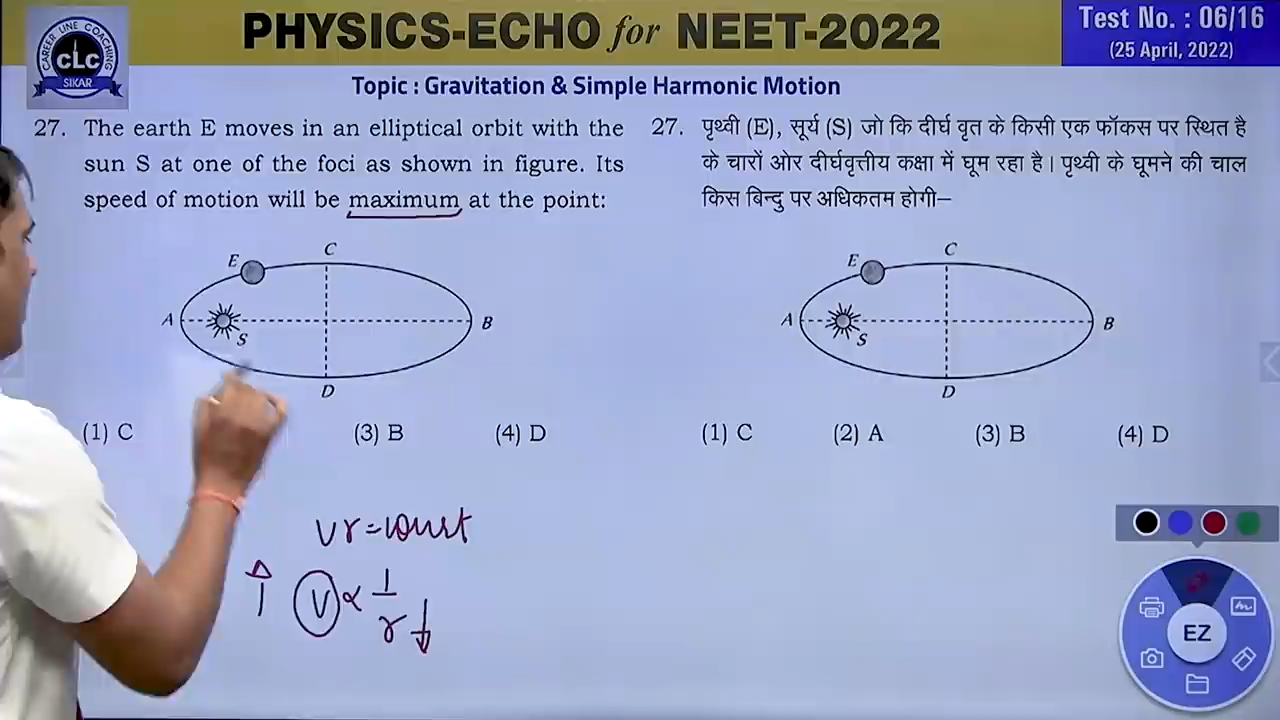 PHYSICS-ECHO for NEET-2022
Test No. : 06/16
(25 April, 2022)
CAREER LINE COACHING
CLC
SIKAR
Topic : Gravitation & Simple Harmonic Motion
27. The earth E moves in an elliptical orbit with the
sun S at one of the foci as shown in figure. Its
speed of motion will be maximum at the point:
C
E
A
S
B
D
(1) C
(3) B
(4) D
vr = const
v ∝ 1/r
27. पृथ्वी (E), सूर्य (S) जो कि दीर्घ वृत के किसी एक फॉकस पर स्थित है
के चारों ओर दीर्घवृत्तीय कक्षा में घूम रहा है। पृथ्वी के घूमने की चाल
किस बिन्दु पर अधिकतम होगी–
C
E
A
S
B
D
(1) C
(2) A
(3) B
(4) D
EZ